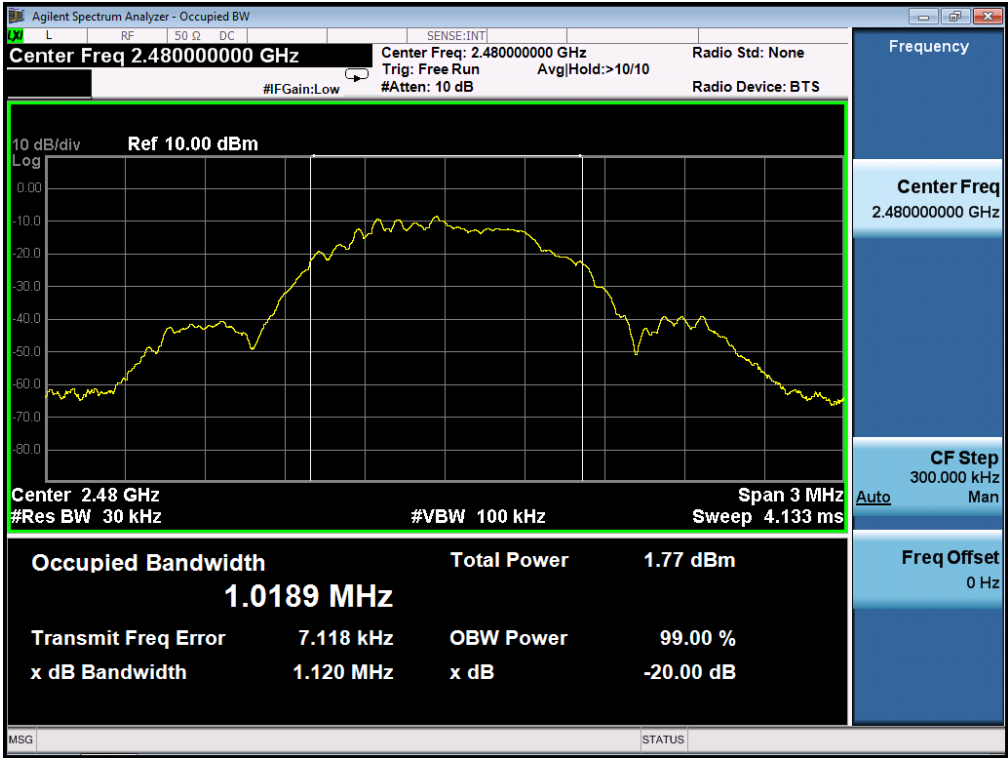 Agilent Spectrum Analyzer - Occupied BW
LXI L RF 50 Ω DC SENSE:INT
Center Freq 2.480000000 GHz
Center Freq: 2.480000000 GHz
Radio Std: None
Trig: Free Run Avg|Hold:>10/10
#IFGain:Low
#Atten: 10 dB
Radio Device: BTS
10 dB/div Ref 10.00 dBm
Log
0.00
-10.0
-20.0
-30.0
-40.0
-50.0
-60.0
-70.0
-80.0
Center 2.48 GHz Span 3 MHz
#Res BW 30 kHz #VBW 100 kHz Sweep 4.133 ms
Occupied Bandwidth Total Power 1.77 dBm
1.0189 MHz
Transmit Freq Error 7.118 kHz OBW Power 99.00 %
x dB Bandwidth 1.120 MHz x dB -20.00 dB
MSG STATUS
Frequency
Center Freq
2.480000000 GHz
CF Step
300.000 kHz
Auto Man
Freq Offset
0 Hz